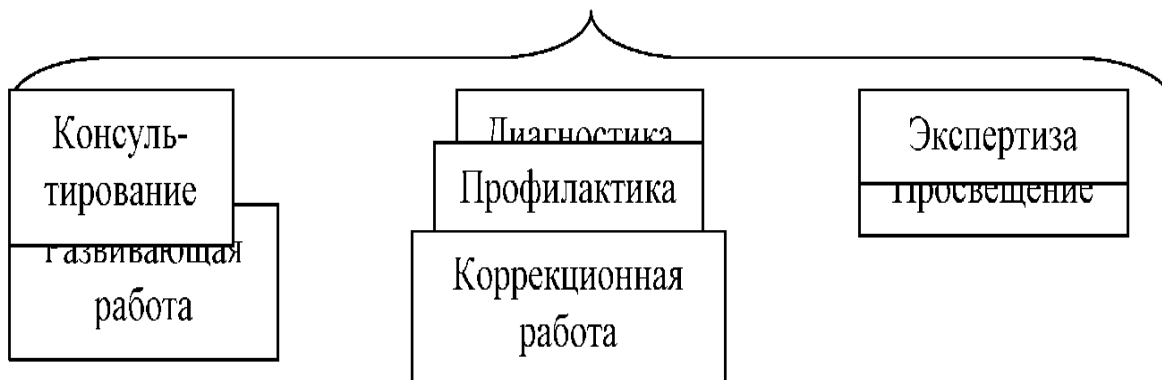 Консуль-
тирование
Развивающая
работа
Диагностика
Профилактика
Коррекционная
работа
Экспертиза
Просвещение